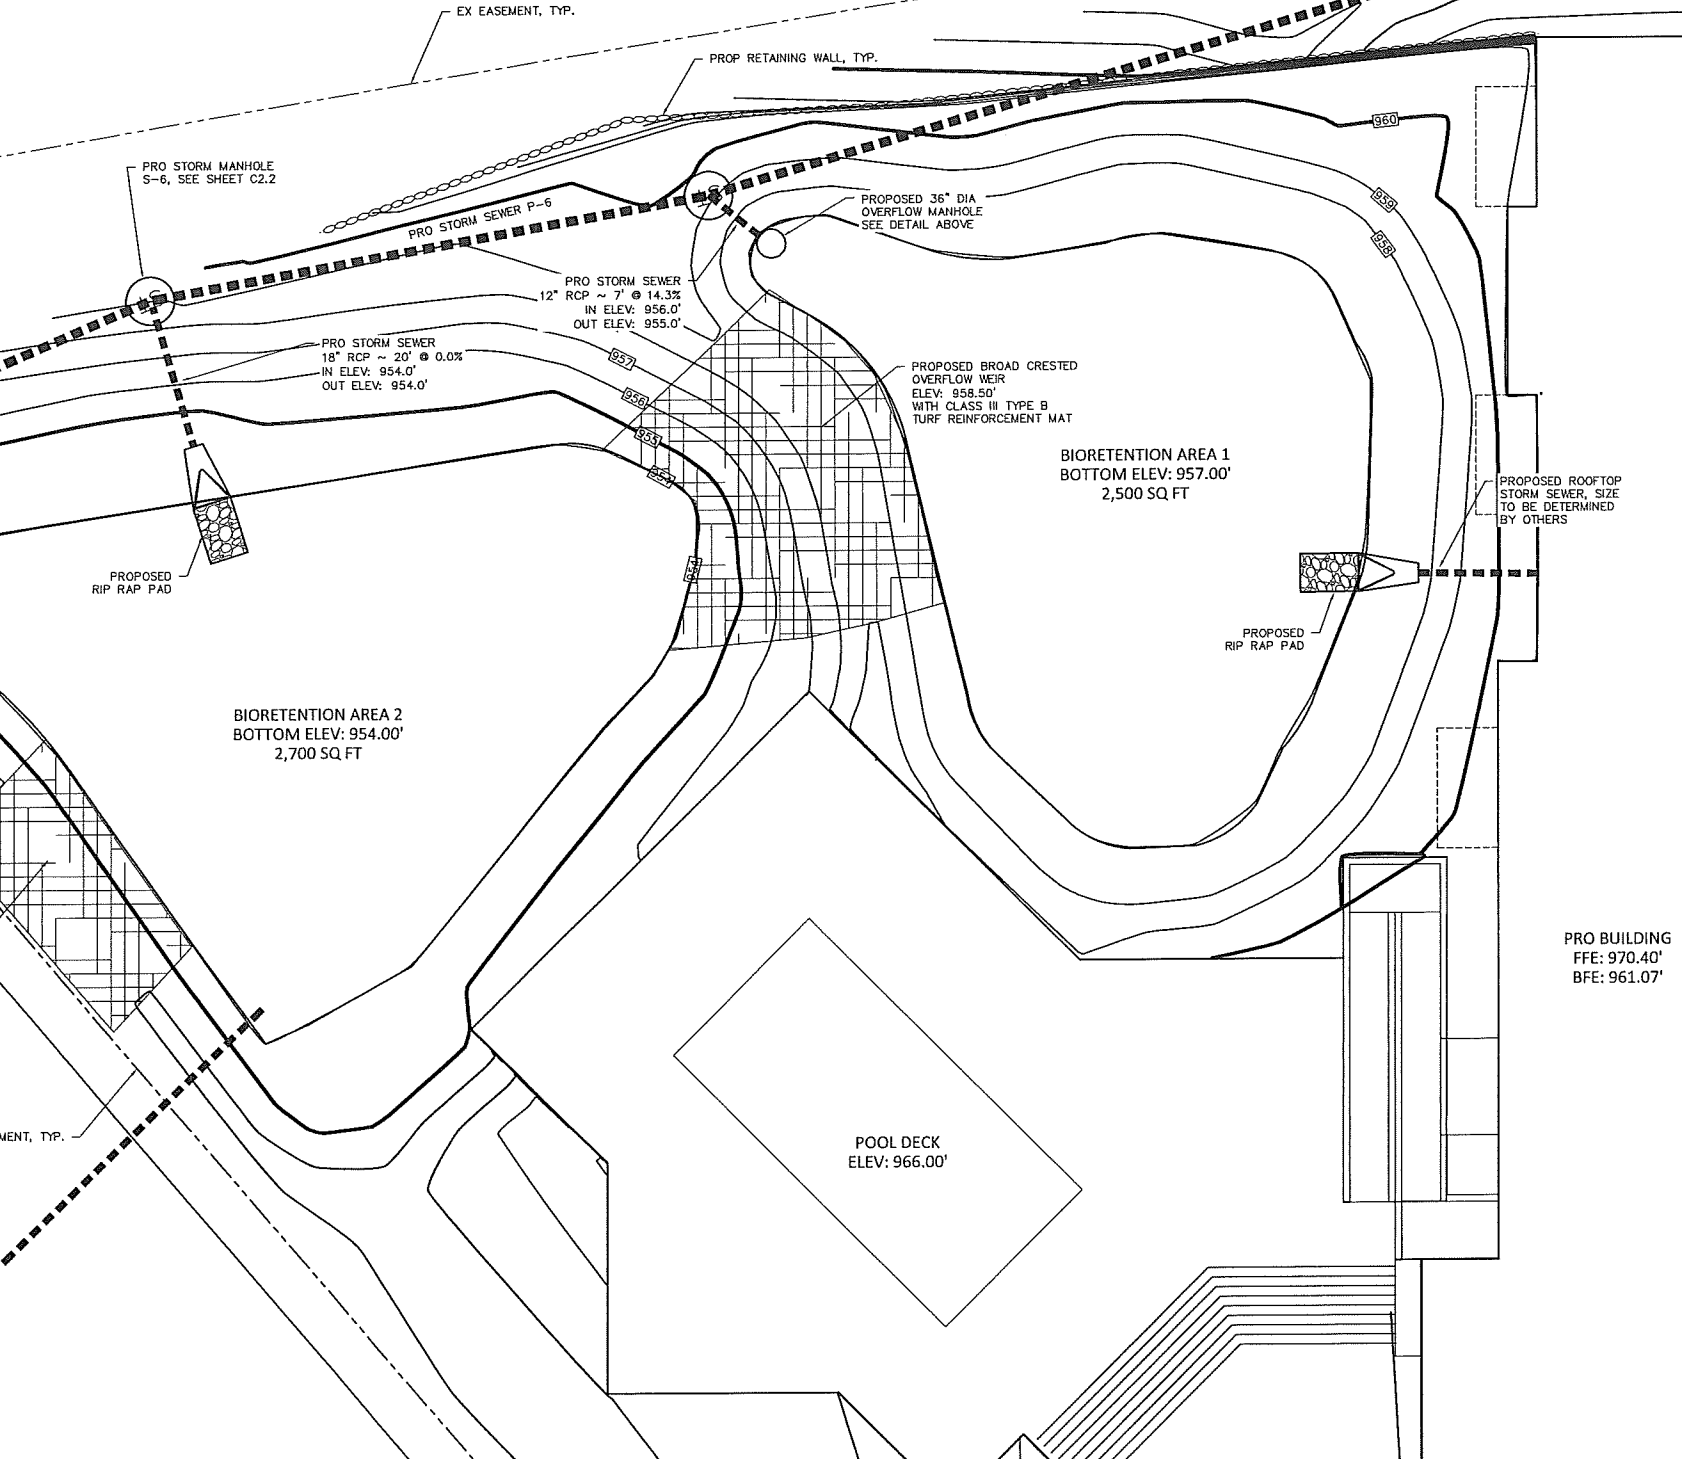 EX EASEMENT, TYP.
PROP RETAINING WALL, TYP.
960
PRO STORM MANHOLE
S-6, SEE SHEET C2.2
PRO STORM SEWER P-6
PROPOSED 36" DIA
OVERFLOW MANHOLE
SEE DETAIL ABOVE
959
958
PRO STORM SEWER
12" RCP ~ 7' @ 14.3%
IN ELEV: 956.0'
OUT ELEV: 955.0'
PRO STORM SEWER
18" RCP ~ 20' @ 0.0%
IN ELEV: 954.0'
OUT ELEV: 954.0'
957
956
955
954
PROPOSED BROAD CRESTED
OVERFLOW WEIR
ELEV: 958.50'
WITH CLASS III TYPE B
TURF REINFORCEMENT MAT
BIORETENTION AREA 1
BOTTOM ELEV: 957.00'
2,500 SQ FT
PROPOSED ROOFTOP
STORM SEWER, SIZE
TO BE DETERMINED
BY OTHERS
PROPOSED
RIP RAP PAD
PROPOSED
RIP RAP PAD
BIORETENTION AREA 2
BOTTOM ELEV: 954.00'
2,700 SQ FT
PRO BUILDING
FFE: 970.40'
BFE: 961.07'
MENT, TYP.
POOL DECK
ELEV: 966.00'